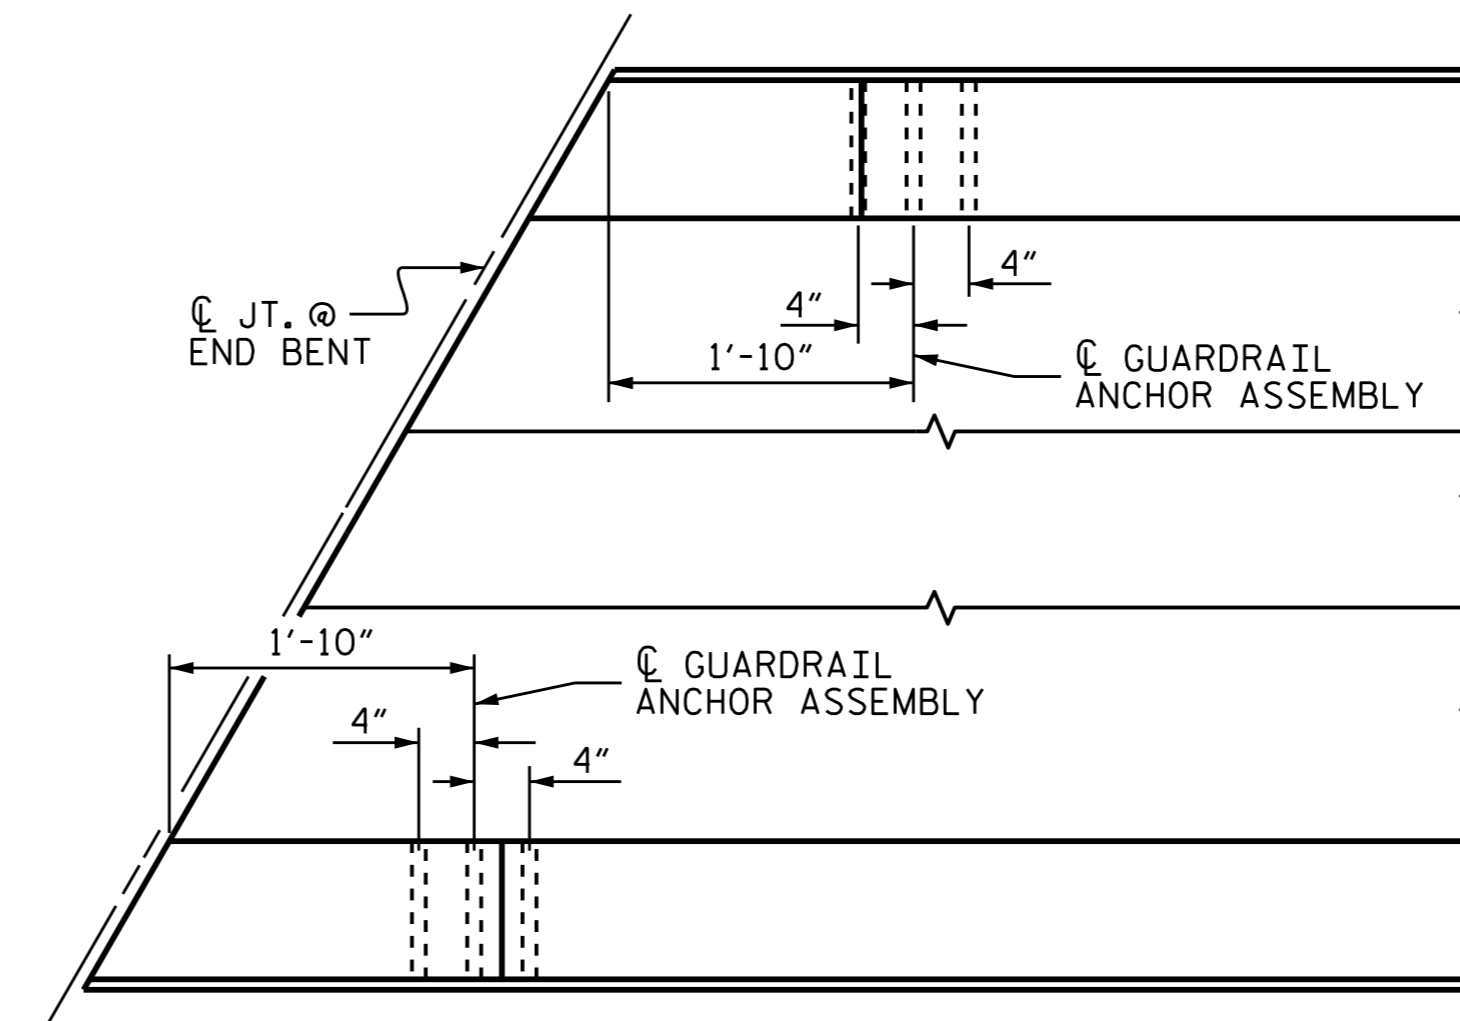 4"
4"
℄ JT. @
END BENT
1'-10"
℄ GUARDRAIL
ANCHOR ASSEMBLY
1'-10"
℄ GUARDRAIL
ANCHOR ASSEMBLY
4"
4"